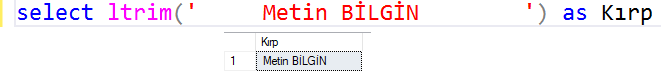 select ltrim('     Metin BİLGİN          ') as Kırp
Kırp
1 Metin BİLGİN